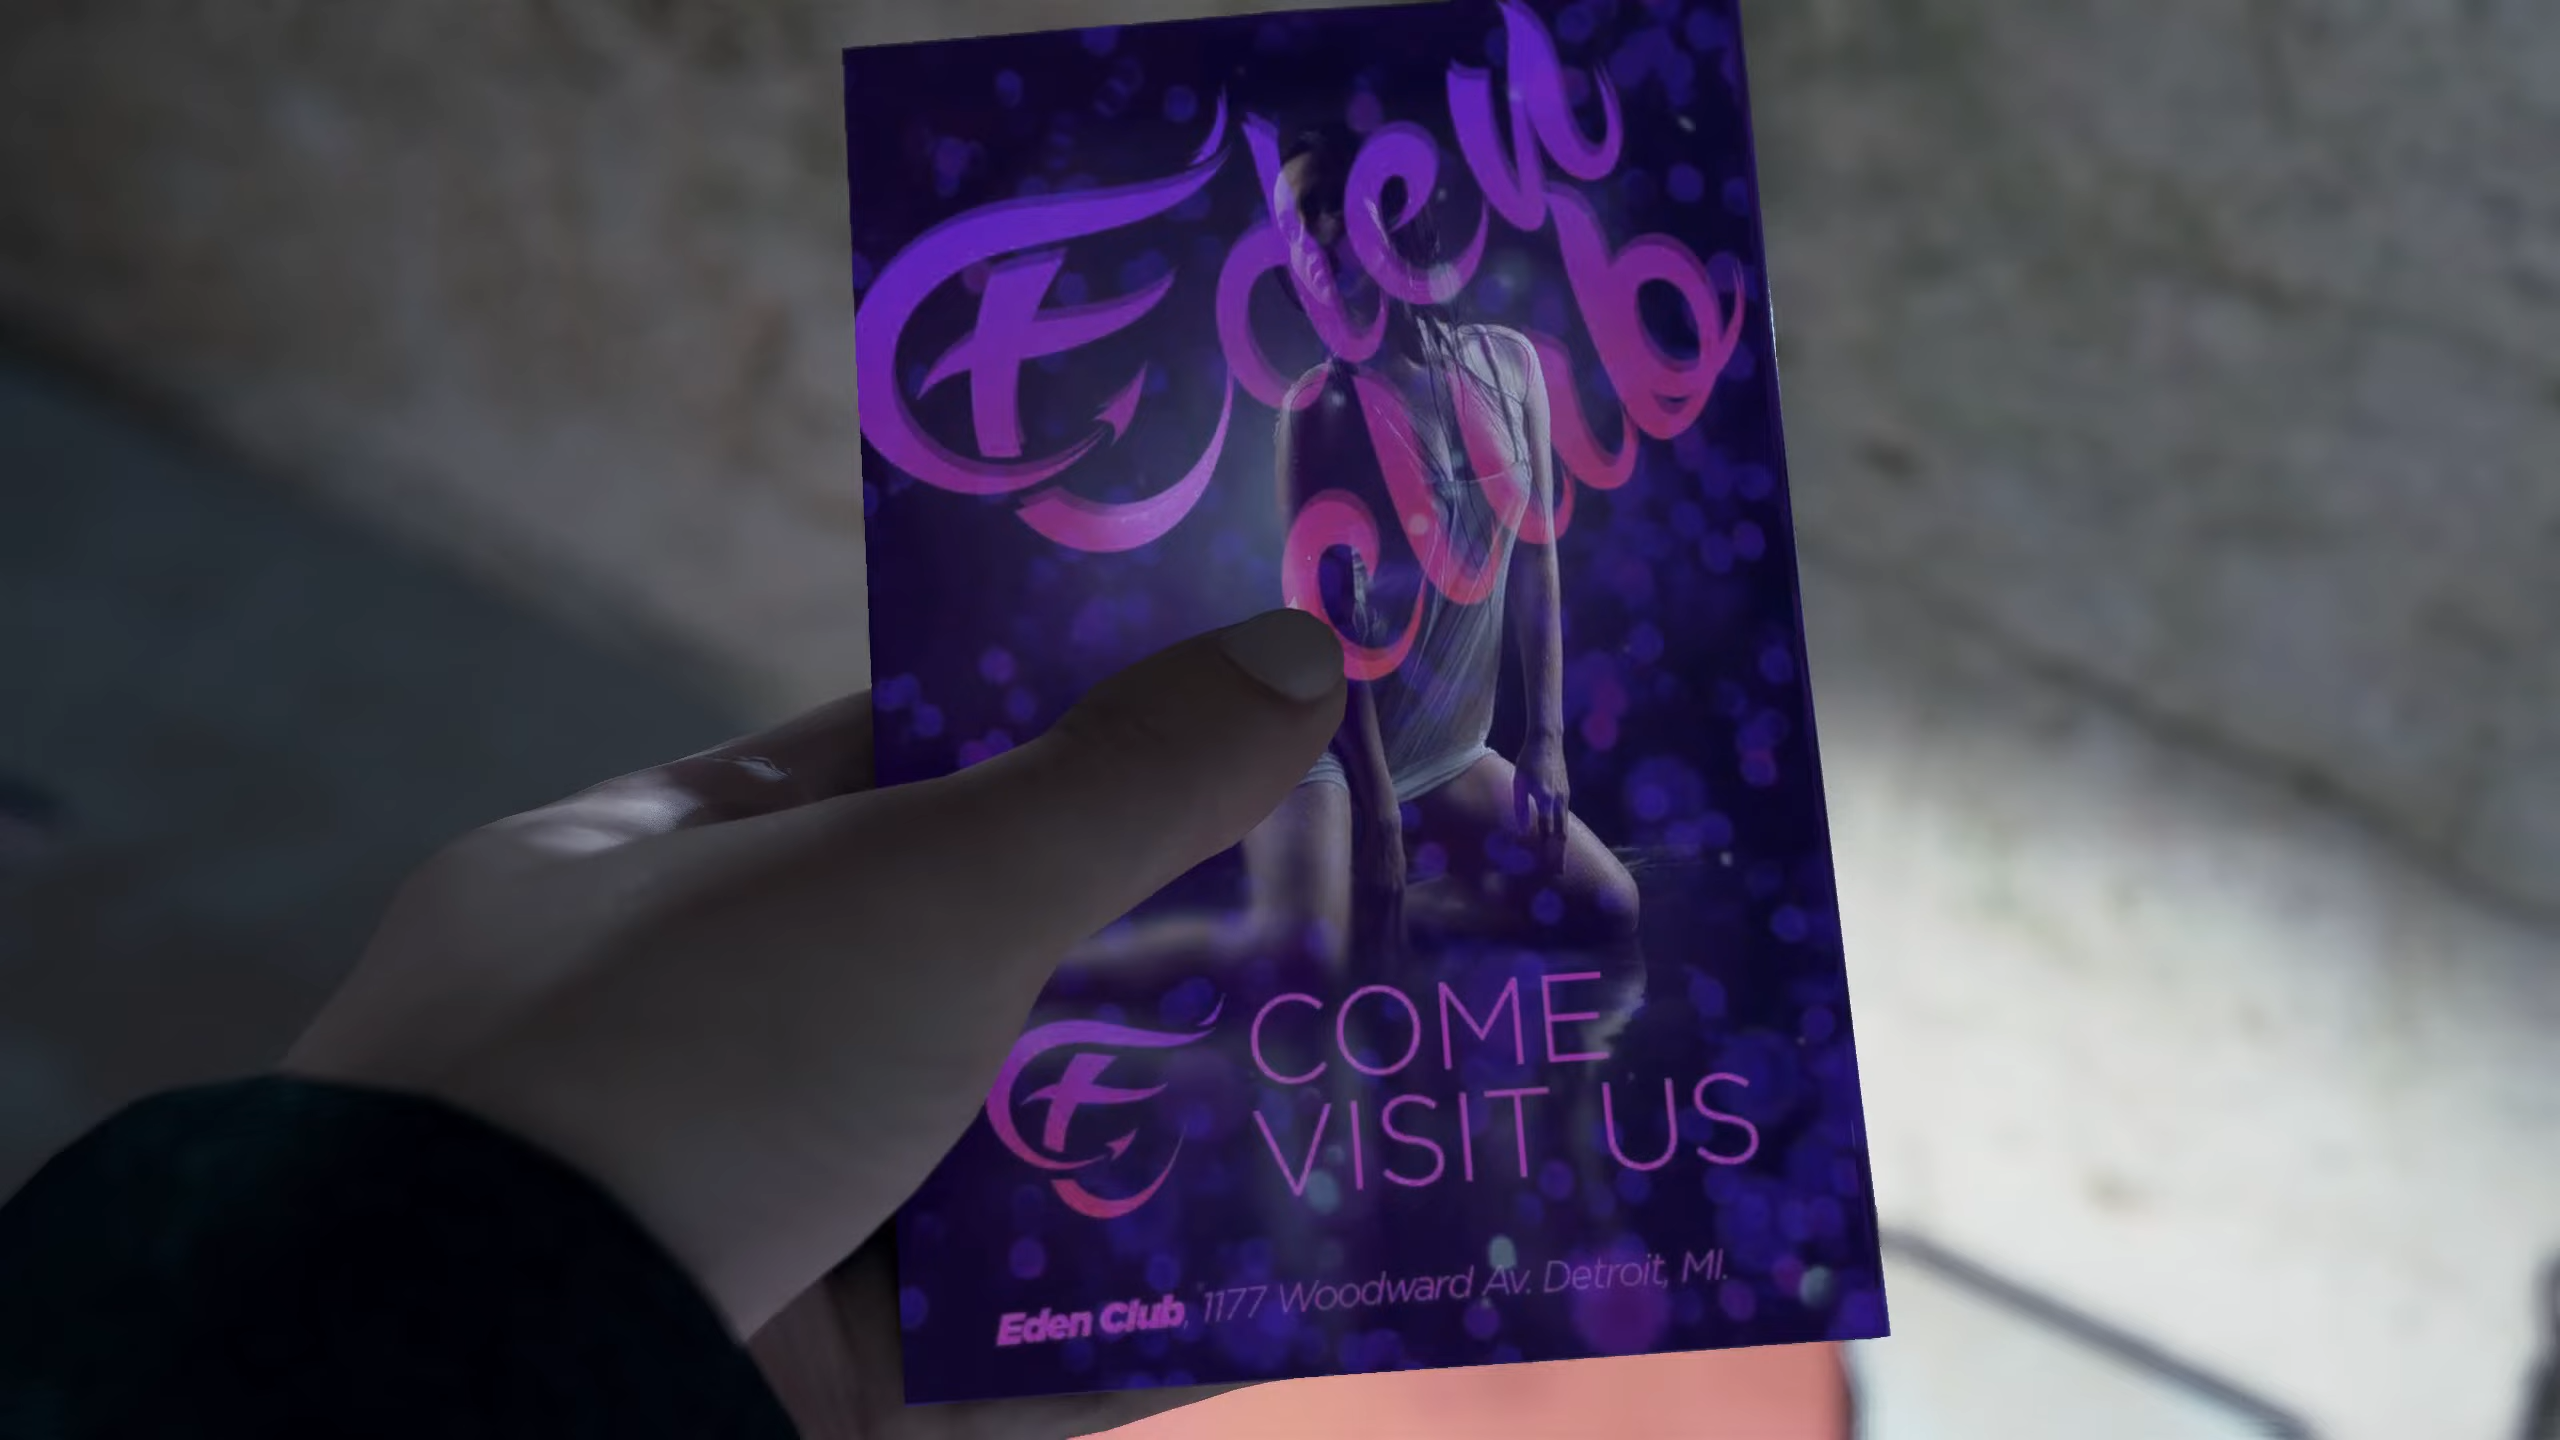 Eden
club
COME
VISIT US
Eden Club, 1177 Woodward Av. Detroit, MI.